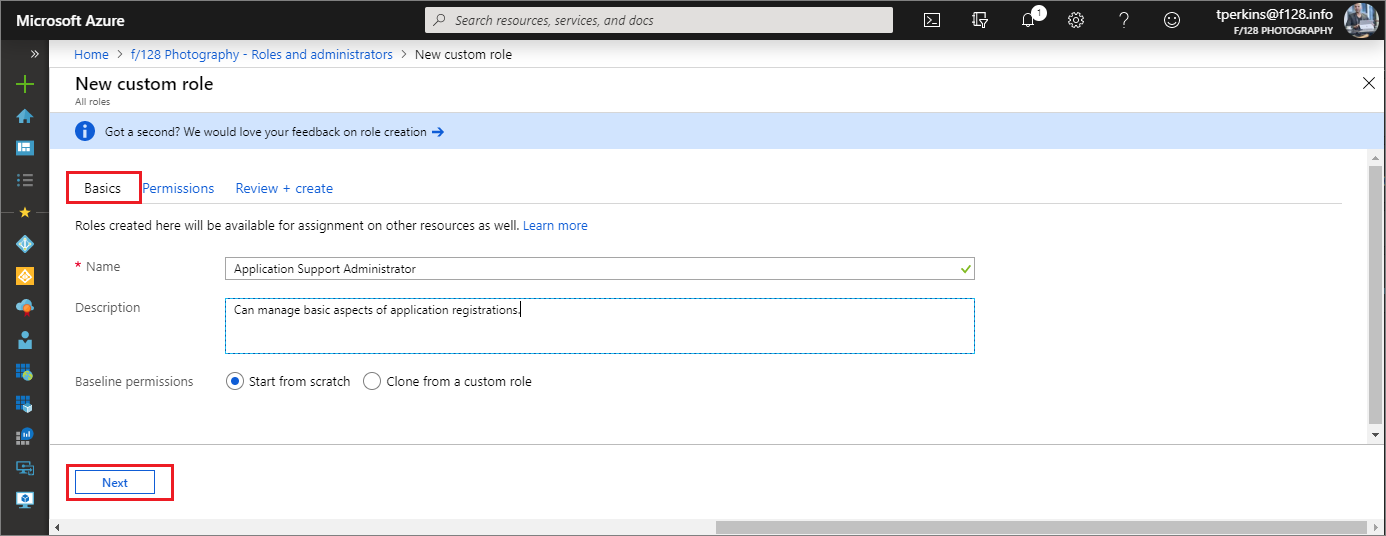 Microsoft Azure
Search resources, services, and docs
1
?
tperkins@f128.info
F/128 PHOTOGRAPHY
»
Home > f/128 Photography - Roles and administrators > New custom role
New custom role
All roles
Got a second? We would love your feedback on role creation →
Basics Permissions Review + create
Roles created here will be available for assignment on other resources as well. Learn more
* Name Application Support Administrator
Description Can manage basic aspects of application registrations.
Baseline permissions Start from scratch Clone from a custom role
Next